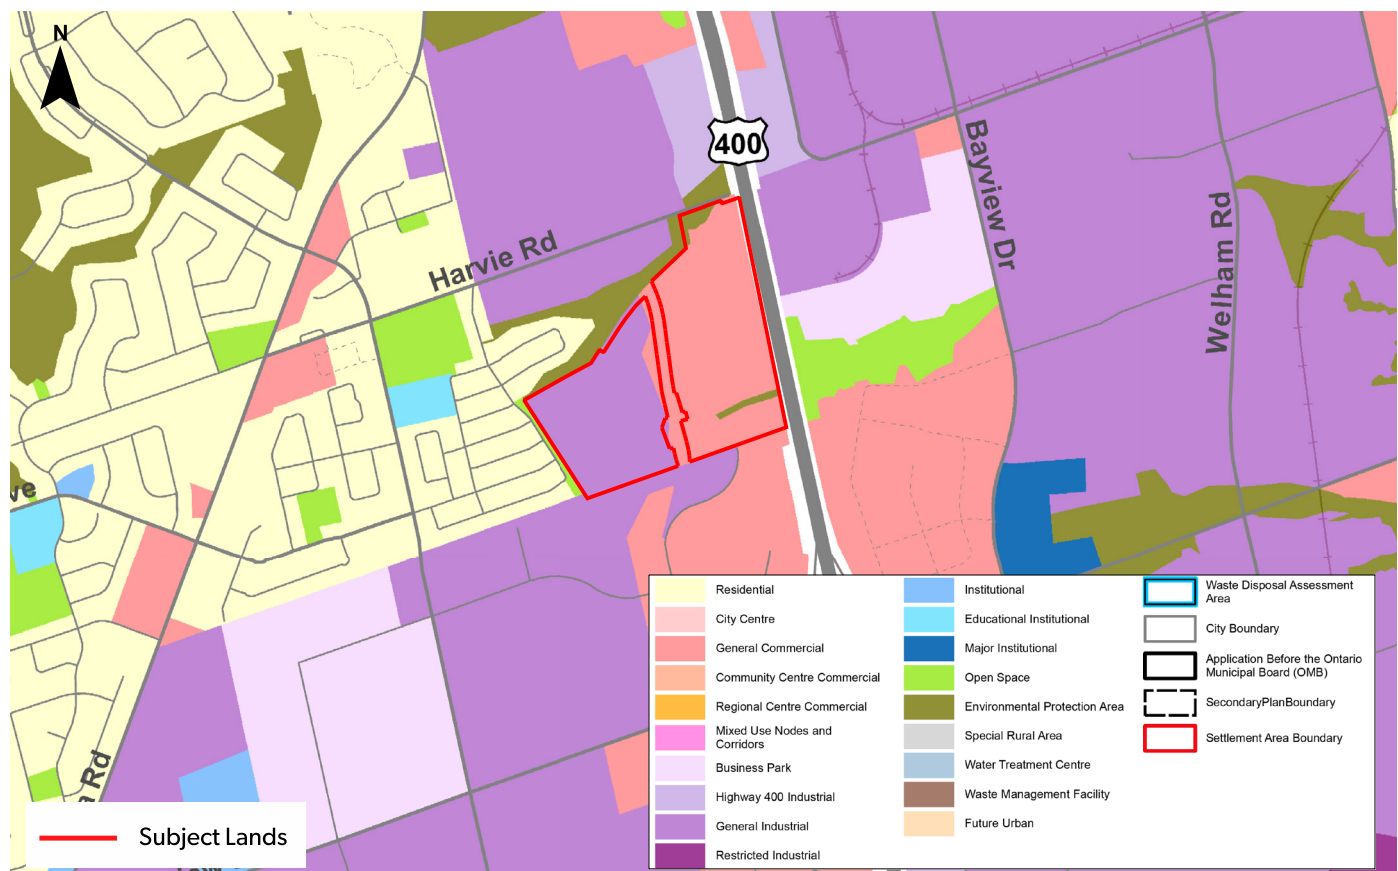 N
400
Bayview Dr
Welham Rd
Harvie Rd
ve
a Rd
Residential
City Centre
General Commercial
Community Centre Commercial
Regional Centre Commercial
Mixed Use Nodes and
Corridors
Business Park
Highway 400 Industrial
General Industrial
Restricted Industrial
Institutional
Educational Institutional
Major Institutional
Open Space
Environmental Protection Area
Special Rural Area
Water Treatment Centre
Waste Management Facility
Future Urban
Waste Disposal Assessment
Area
City Boundary
Application Before the Ontario
Municipal Board (OMB)
SecondaryPlanBoundary
Settlement Area Boundary
Subject Lands